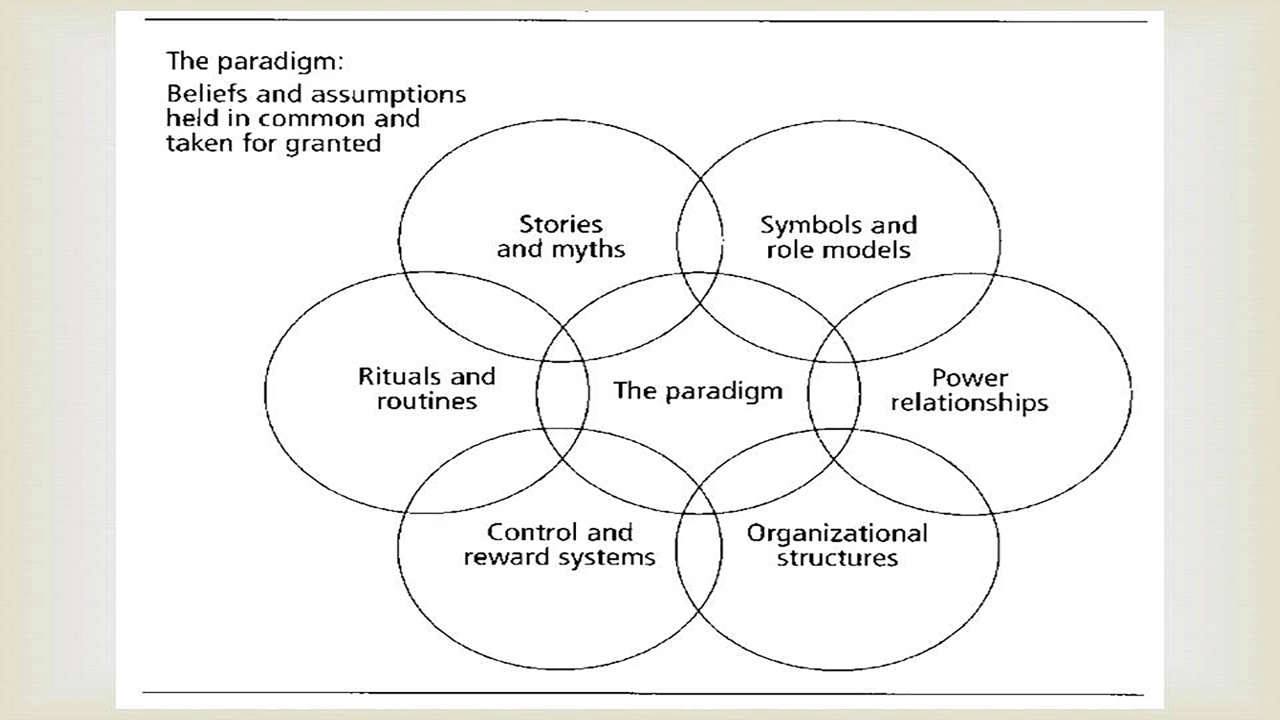 The paradigm:
Beliefs and assumptions
held in common and
taken for granted
Stories
and myths
Symbols and
role models
Rituals and
routines
The paradigm
Power
relationships
Control and
reward systems
Organizational
structures